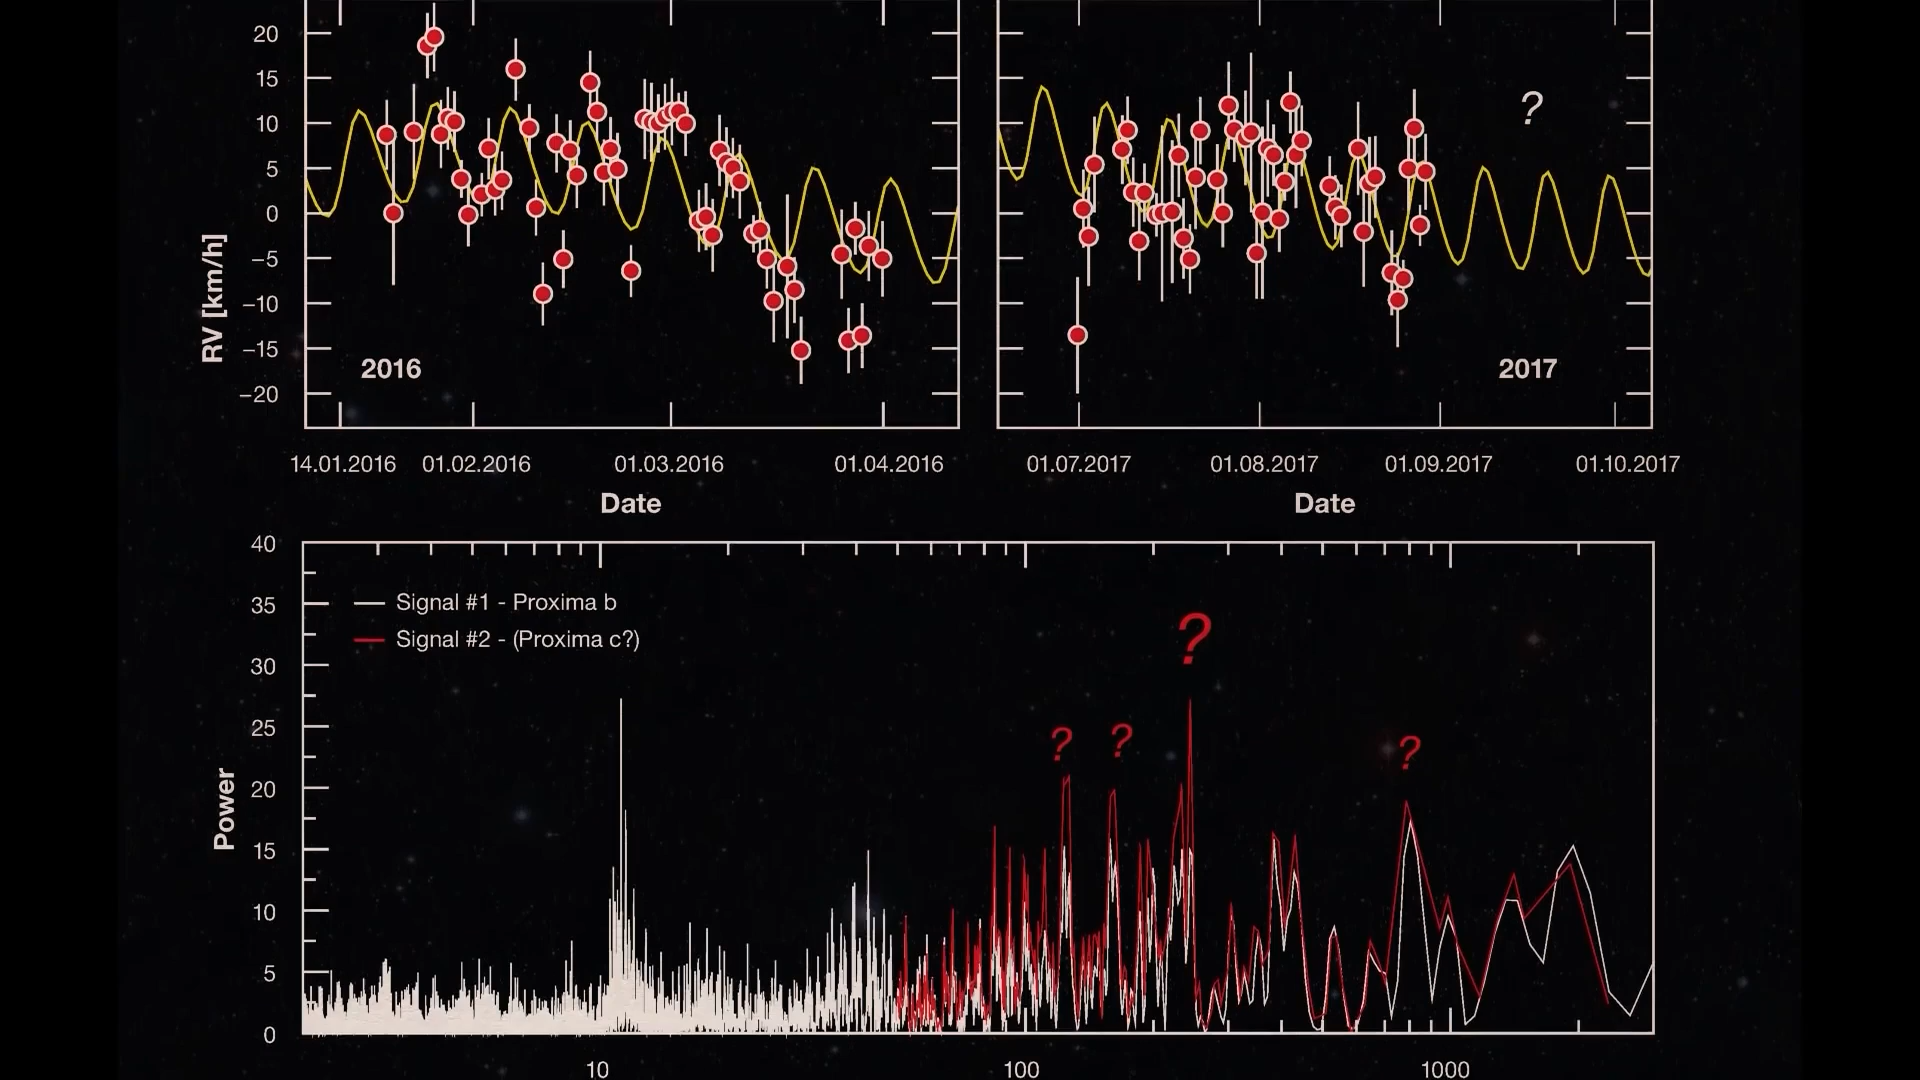 20
15
10
5
0
−5
−10
−15
−20
RV [km/h]
2016
?
2017
14.01.2016 01.02.2016 01.03.2016 01.04.2016
01.07.2017 01.08.2017 01.09.2017 01.10.2017
Date
Date
40
35
30
25
20
15
10
5
0
Power
Signal #1 - Proxima b
Signal #2 - (Proxima c?)
?
? ? ?
10 100 1000